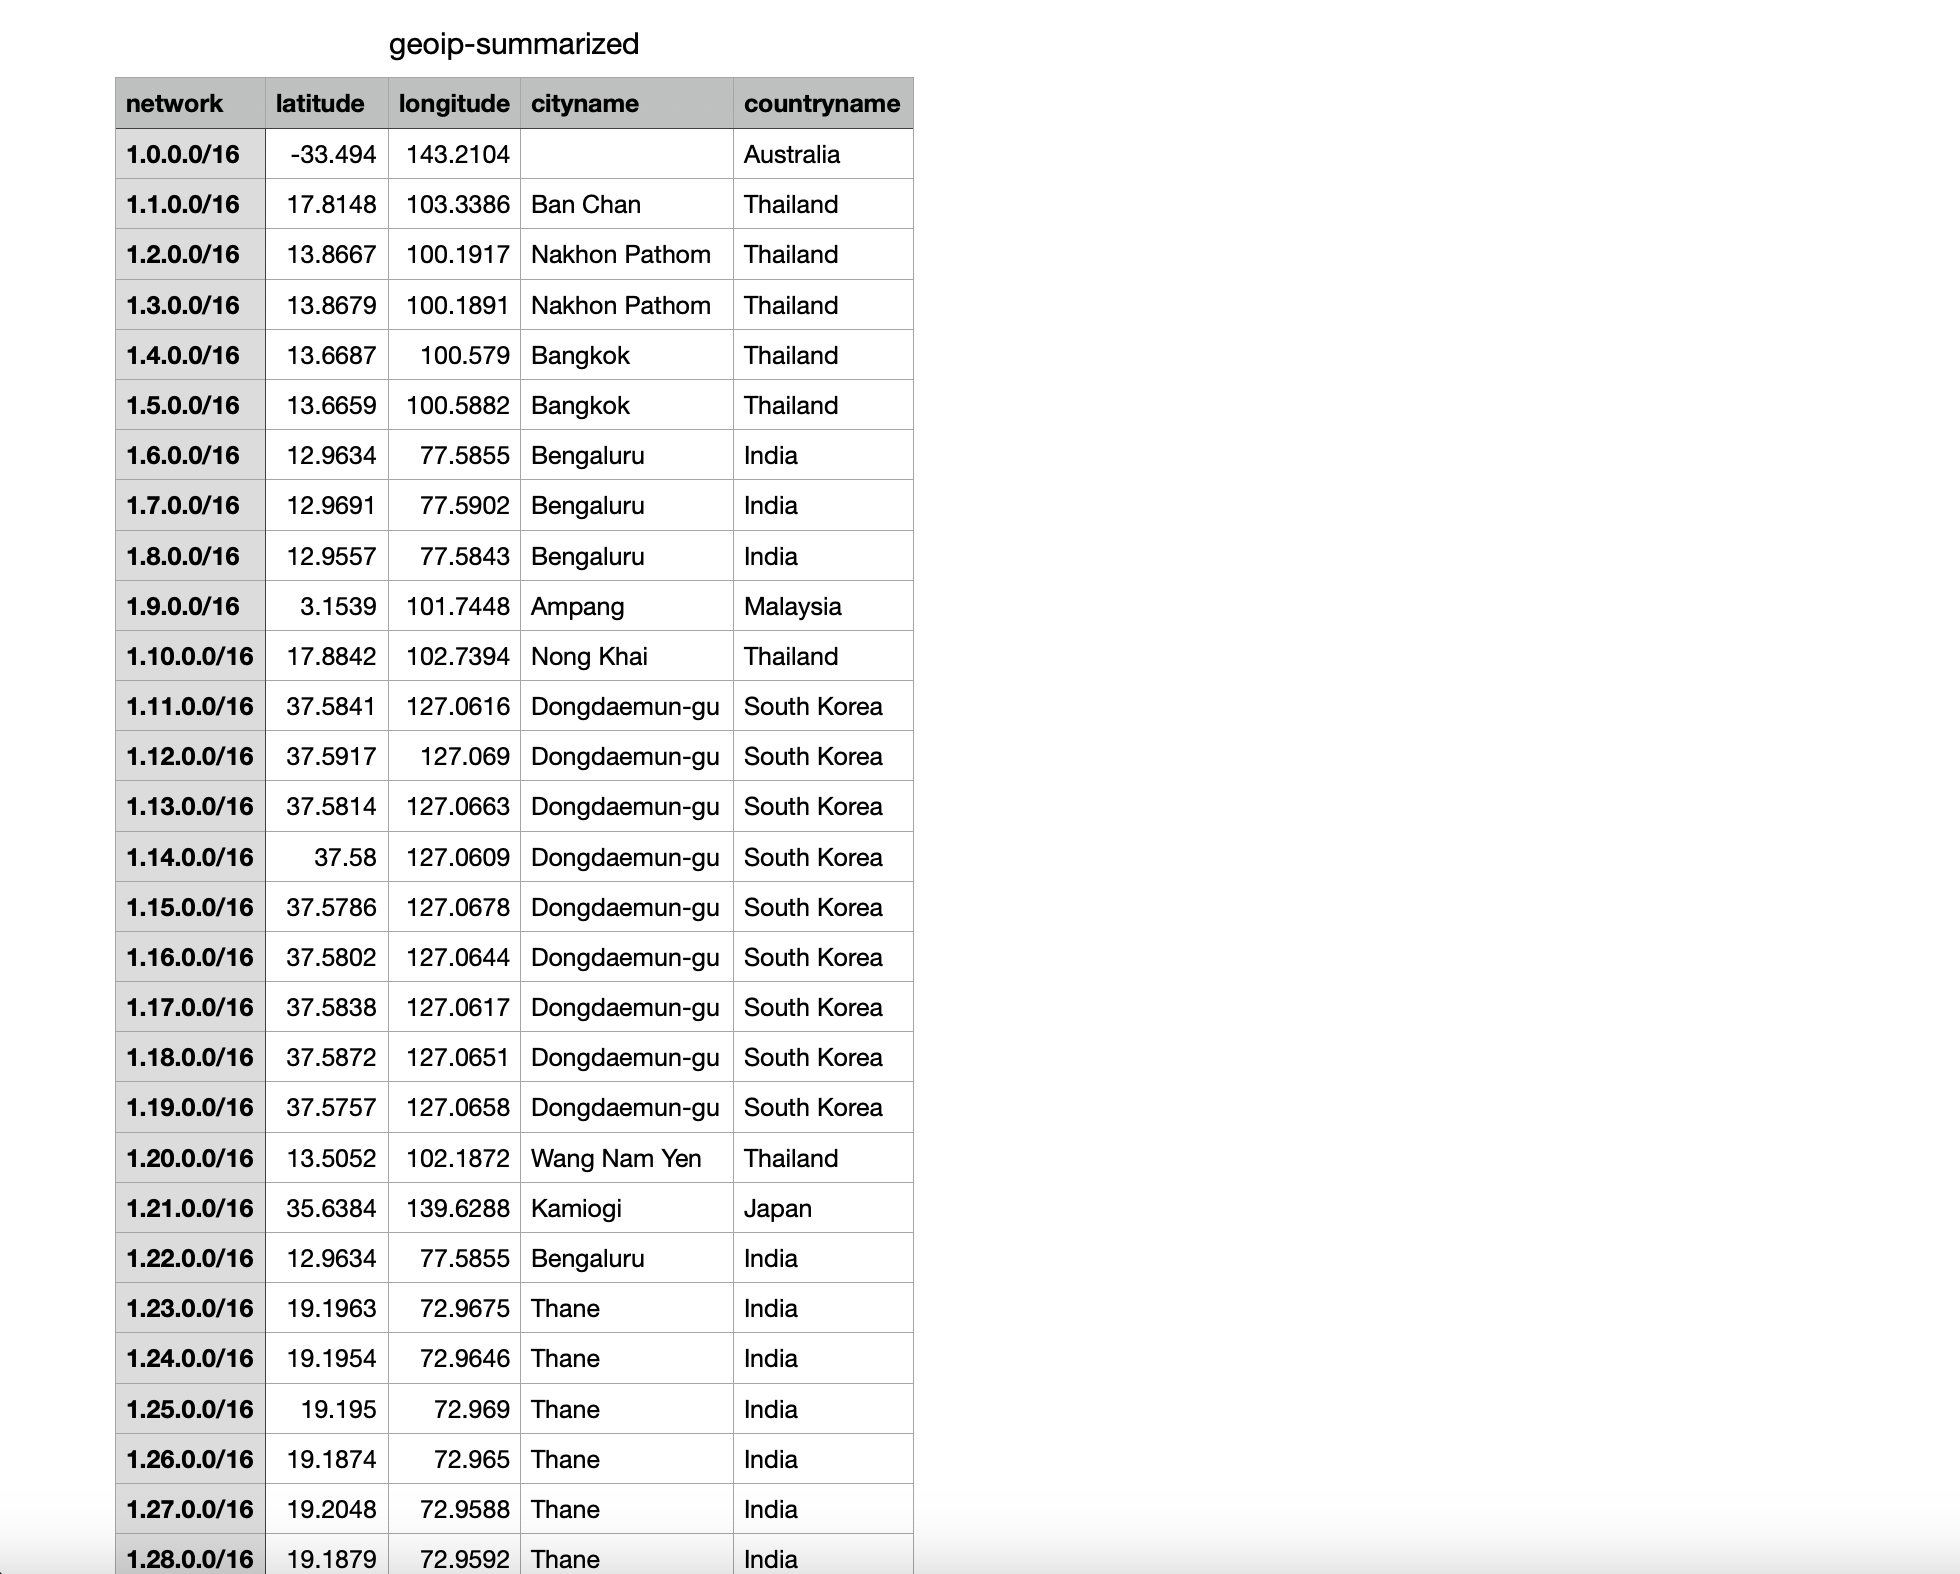 geoip-summarized
network latitude longitude cityname countryname
1.0.0.0/16 -33.494 143.2104 Australia
1.1.0.0/16 17.8148 103.3386 Ban Chan Thailand
1.2.0.0/16 13.8667 100.1917 Nakhon Pathom Thailand
1.3.0.0/16 13.8679 100.1891 Nakhon Pathom Thailand
1.4.0.0/16 13.6687 100.579 Bangkok Thailand
1.5.0.0/16 13.6659 100.5882 Bangkok Thailand
1.6.0.0/16 12.9634 77.5855 Bengaluru India
1.7.0.0/16 12.9691 77.5902 Bengaluru India
1.8.0.0/16 12.9557 77.5843 Bengaluru India
1.9.0.0/16 3.1539 101.7448 Ampang Malaysia
1.10.0.0/16 17.8842 102.7394 Nong Khai Thailand
1.11.0.0/16 37.5841 127.0616 Dongdaemun-gu South Korea
1.12.0.0/16 37.5917 127.069 Dongdaemun-gu South Korea
1.13.0.0/16 37.5814 127.0663 Dongdaemun-gu South Korea
1.14.0.0/16 37.58 127.0609 Dongdaemun-gu South Korea
1.15.0.0/16 37.5786 127.0678 Dongdaemun-gu South Korea
1.16.0.0/16 37.5802 127.0644 Dongdaemun-gu South Korea
1.17.0.0/16 37.5838 127.0617 Dongdaemun-gu South Korea
1.18.0.0/16 37.5872 127.0651 Dongdaemun-gu South Korea
1.19.0.0/16 37.5757 127.0658 Dongdaemun-gu South Korea
1.20.0.0/16 13.5052 102.1872 Wang Nam Yen Thailand
1.21.0.0/16 35.6384 139.6288 Kamiogi Japan
1.22.0.0/16 12.9634 77.5855 Bengaluru India
1.23.0.0/16 19.1963 72.9675 Thane India
1.24.0.0/16 19.1954 72.9646 Thane India
1.25.0.0/16 19.195 72.969 Thane India
1.26.0.0/16 19.1874 72.965 Thane India
1.27.0.0/16 19.2048 72.9588 Thane India
1.28.0.0/16 19.1879 72.9592 Thane India